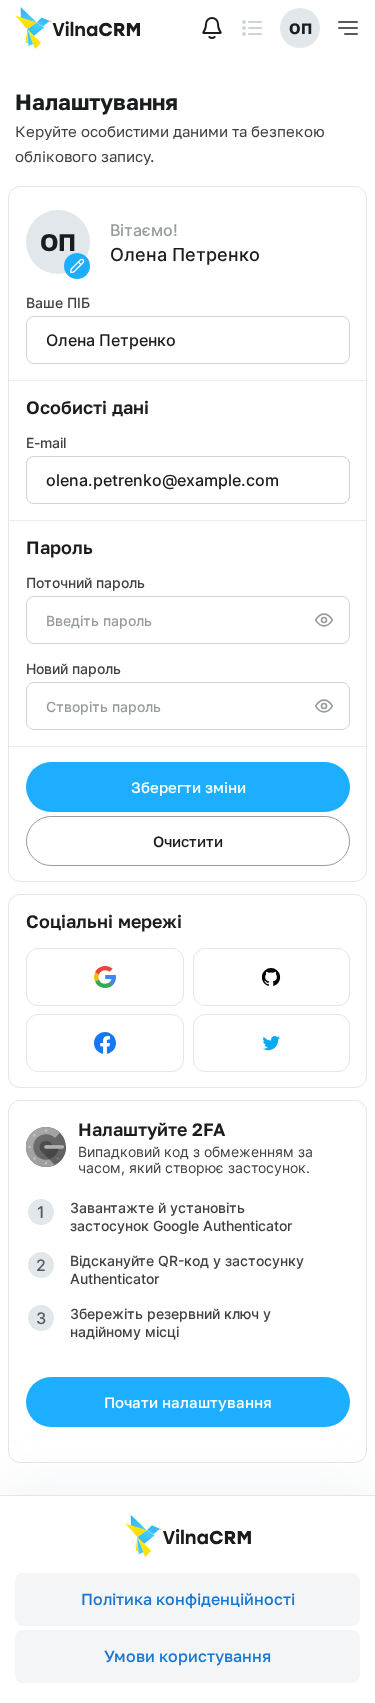 VilnaCRM
ОП
Налаштування
Керуйте особистими даними та безпекою
облікового запису.
ОП
Вітаємо!
Олена Петренко
Ваше ПІБ
Олена Петренко
Особисті дані
E-mail
olena.petrenko@example.com
Пароль
Поточний пароль
Введіть пароль
Новий пароль
Створіть пароль
Зберегти зміни
Очистити
Соціальні мережі
Налаштуйте 2FA
Випадковий код з обмеженням за
часом, який створює застосунок.
1
Завантажте й установіть
застосунок Google Authenticator
2
Відскануйте QR-код у застосунку
Authenticator
3
Збережіть резервний ключ у
надійному місці
Почати налаштування
VilnaCRM
Політика конфіденційності
Умови користування